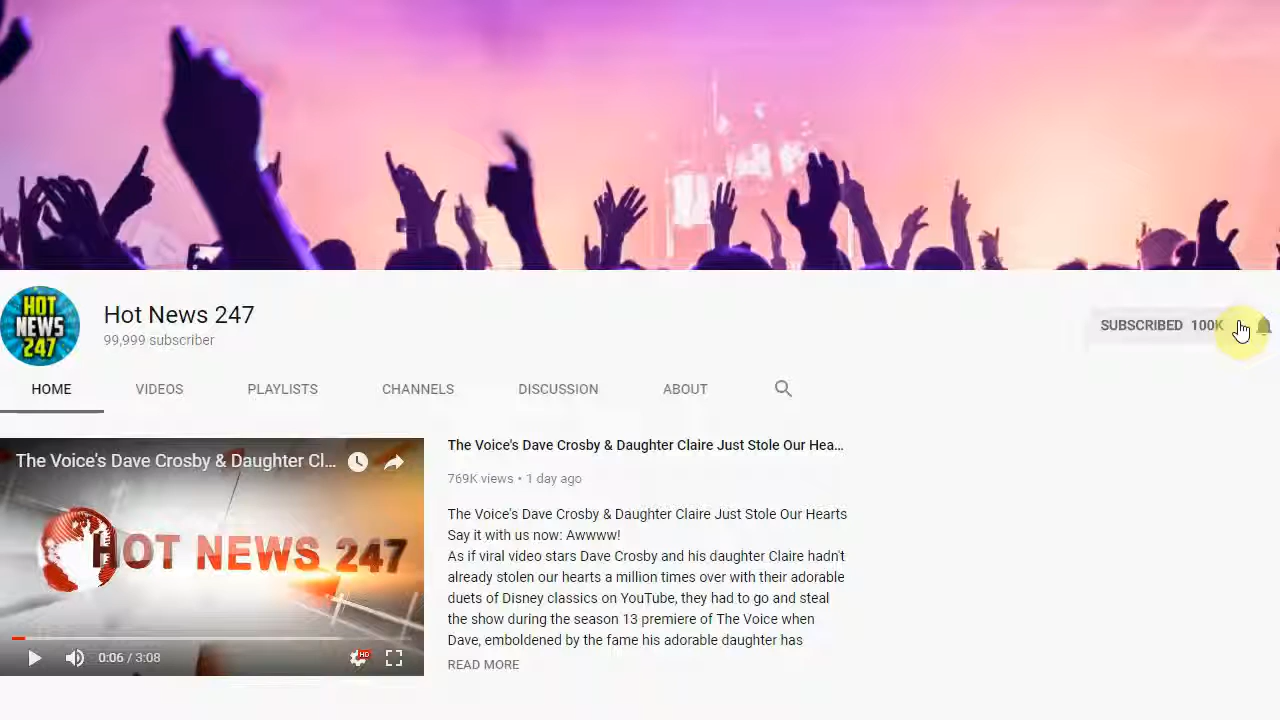 HOT
NEWS
247
Hot News 247
99,999 subscriber
SUBSCRIBED 100K
HOME VIDEOS PLAYLISTS CHANNELS DISCUSSION ABOUT
The Voice's Dave Crosby & Daughter Cl...
HOT NEWS 247
0:06 / 3:08
HD
The Voice's Dave Crosby & Daughter Claire Just Stole Our Hea...
769K views • 1 day ago
The Voice's Dave Crosby & Daughter Claire Just Stole Our Hearts
Say it with us now: Awwww!
As if viral video stars Dave Crosby and his daughter Claire hadn't
already stolen our hearts a million times over with their adorable
duets of Disney classics on YouTube, they had to go and steal
the show during the season 13 premiere of The Voice when
Dave, emboldened by the fame his adorable daughter has
READ MORE